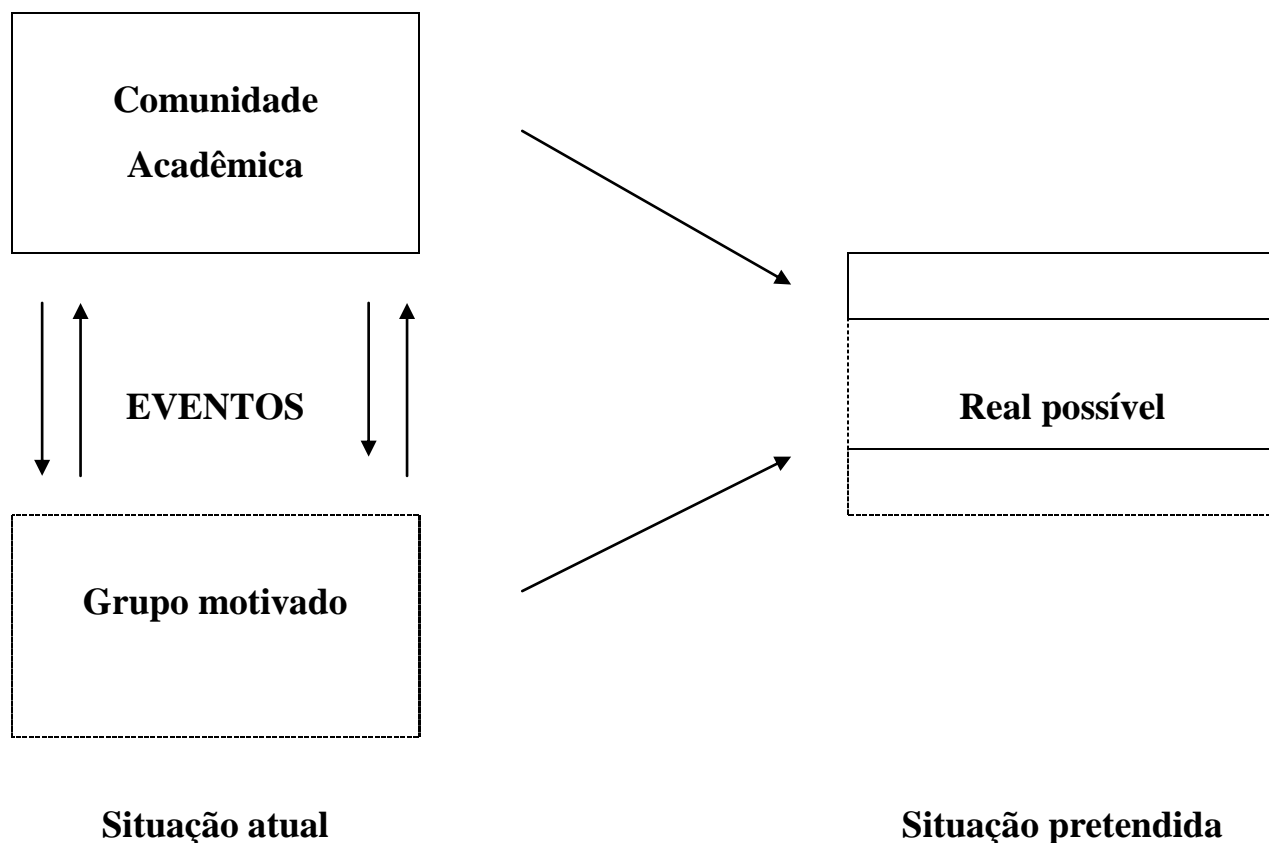 Comunidade
Acadêmica
EVENTOS
Real possível
Grupo motivado
Situação atual
Situação pretendida